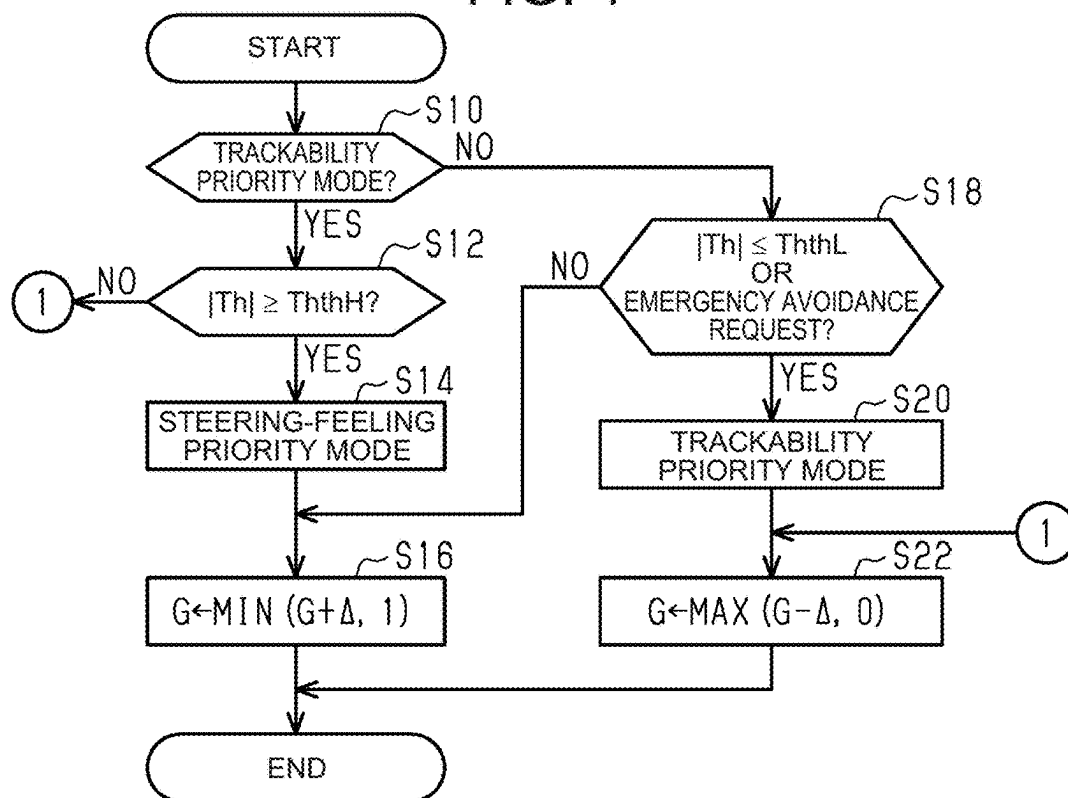 START
S10
TRACKABILITY
PRIORITY MODE?
NO
YES
S12
NO
1
|Th| ≥ ThthH?
YES
S14
STEERING-FEELING
PRIORITY MODE
S16
G←MIN (G+Δ, 1)
S18
|Th| ≤ ThthL
OR
EMERGENCY AVOIDANCE
REQUEST?
NO
YES
S20
TRACKABILITY
PRIORITY MODE
1
S22
G←MAX (G−Δ, 0)
END